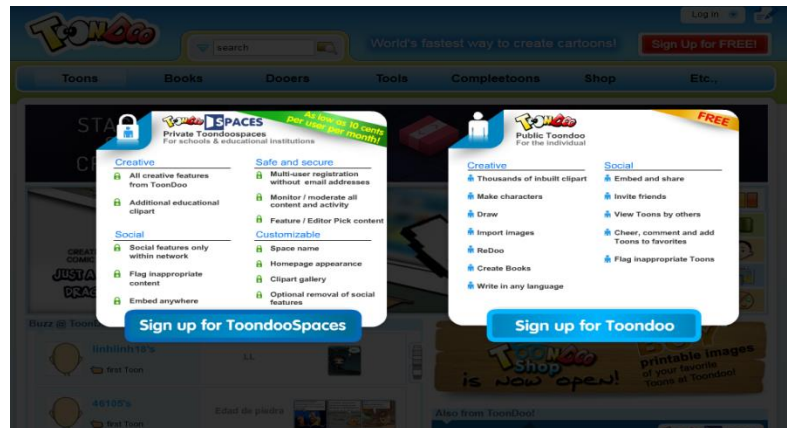 TOONDOO
search
World's fastest way to create cartoons!
Log in
Sign Up for FREE!
Toons
Books
Dooers
Tools
Compleetoons
Shop
Etc.,
TOONDOO SPACES
Private Toondoospaces
For schools & educational institutions
As low as 10 cents
per user per
month!
Creative
All creative features
from ToonDoo
Additional educational
clipart
Social
Social features only
within network
Flag inappropriate
content
Embed anywhere
Safe and secure
Multi-user registration
without email addresses
Monitor / moderate all
content and activity
Feature / Editor Pick content
Customizable
Space name
Homepage appearance
Clipart gallery
Optional removal of social
features
Sign up for ToondooSpaces
TOONDOO
Public Toondoo
For the individual
FREE
Creative
Thousands of inbuilt clipart
Make characters
Draw
Import images
ReDoo
Create Books
Write in any language
Social
Embed and share
Invite friends
View Toons by others
Cheer, comment and add
Toons to favorites
Flag inappropriate Toons
Sign up for Toondoo
STA
CREAT
COMIC
JUST A
DRAG
Buzz @ Toon
linhlinh18's
first Toon
LL
46105's
first Toon
Edad de piedra
TOONDOO
Shop
is now open!
printable images
of your favorite
Toons at Toondoo!
Also from ToonDoo!